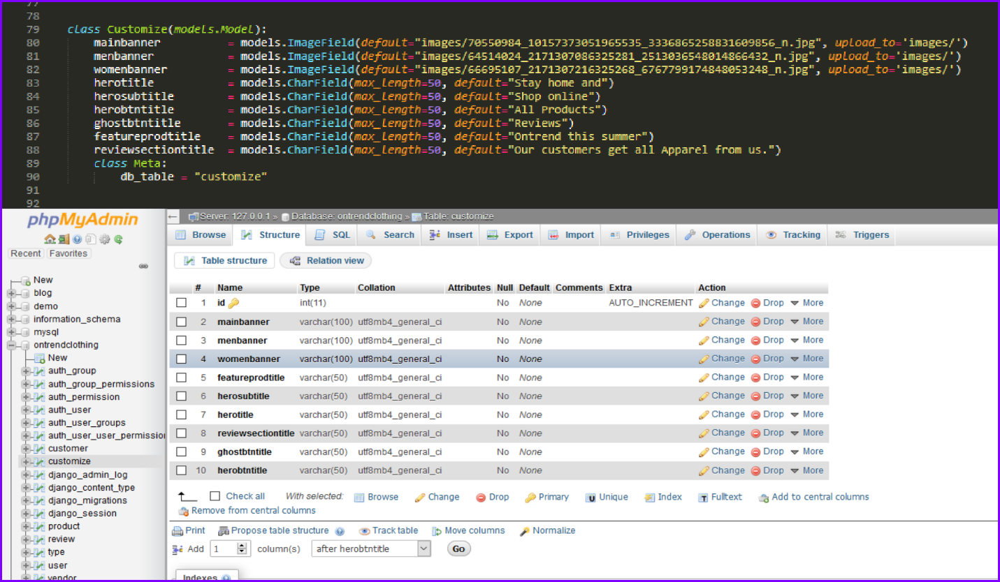 77
78
79 class Customize(models.Model):
80 mainbanner = models.ImageField(default="images/70550984_10157373051965535_3336865258831609856_n.jpg", upload_to='images/')
81 menbanner = models.ImageField(default="images/64514024_2171307086325281_2513036548014866432_n.jpg", upload_to='images/')
82 womenbanner = models.ImageField(default="images/66695107_2171307216325268_6767799174848053248_n.jpg", upload_to='images/')
83 herotitle = models.CharField(max_length=50, default="Stay home and")
84 herosubtitle = models.CharField(max_length=50, default="Shop online")
85 herobtntitle = models.CharField(max_length=50, default="All Products")
86 ghostbtntitle = models.CharField(max_length=50, default="Reviews")
87 featureprodtitle = models.CharField(max_length=50, default="Ontrend this summer")
88 reviewsectiontitle = models.CharField(max_length=50, default="Our customers get all Apparel from us.")
89 class Meta:
90 db_table = "customize"
91
92
phpMyAdmin
Recent Favorites
New
blog
demo
information_schema
mysql
ontrendclothing
New
auth_group
auth_group_permissions
auth_permission
auth_user
auth_user_groups
auth_user_user_permission
customer
customize
django_admin_log
django_content_type
django_migrations
django_session
product
review
type
user
vendor
Server: 127.0.0.1 » Database: ontrendclothing » Table: customize
Browse Structure SQL Search Insert Export Import Privileges Operations Tracking Triggers
Table structure Relation view
# Name Type Collation Attributes Null Default Comments Extra Action
1 id int(11) No None AUTO_INCREMENT Change Drop More
2 mainbanner varchar(100) utf8mb4_general_ci No None Change Drop More
3 menbanner varchar(100) utf8mb4_general_ci No None Change Drop More
4 womenbanner varchar(100) utf8mb4_general_ci No None Change Drop More
5 featureprodtitle varchar(50) utf8mb4_general_ci No None Change Drop More
6 herosubtitle varchar(50) utf8mb4_general_ci No None Change Drop More
7 herotitle varchar(50) utf8mb4_general_ci No None Change Drop More
8 reviewsectiontitle varchar(50) utf8mb4_general_ci No None Change Drop More
9 ghostbtntitle varchar(50) utf8mb4_general_ci No None Change Drop More
10 herobtntitle varchar(50) utf8mb4_general_ci No None Change Drop More
Check all With selected: Browse Change Drop Primary Unique Index Fulltext Add to central columns
Remove from central columns
Print Propose table structure Track table Move columns Normalize
Add 1 column(s) after herobtntitle Go
Indexes